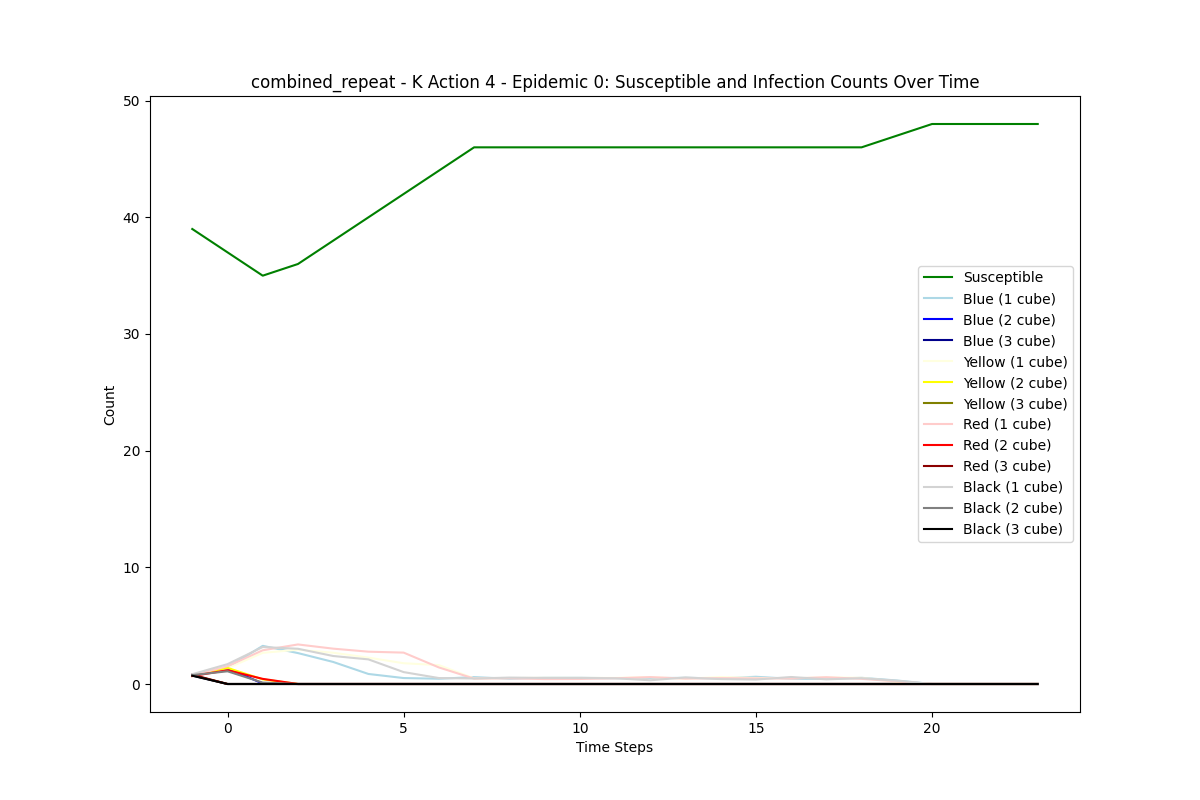 combined_repeat - K Action 4 - Epidemic 0: Susceptible and Infection Counts Over Time
50
40
30
20
10
0
Count
Susceptible
Blue (1 cube)
Blue (2 cube)
Blue (3 cube)
Yellow (1 cube)
Yellow (2 cube)
Yellow (3 cube)
Red (1 cube)
Red (2 cube)
Red (3 cube)
Black (1 cube)
Black (2 cube)
Black (3 cube)
0 5 10 15 20
Time Steps